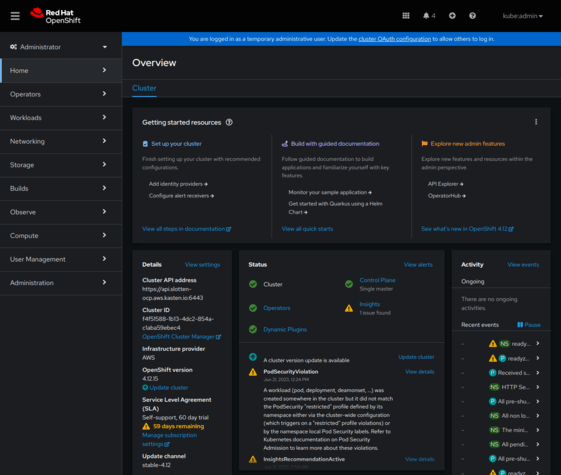 Red Hat
OpenShift
4
kube:admin
Administrator
You are logged in as a temporary administrative user. Update the cluster OAuth configuration to allow others to log in.
Home
Operators
Workloads
Networking
Storage
Builds
Observe
Compute
User Management
Administration
Overview
Cluster
Getting started resources
Set up your cluster
Finish setting up your cluster with recommended
configurations.
Add identity providers
Configure alert receivers
View all steps in documentation
Build with guided documentation
Follow guided documentation to build
applications and familiarize yourself with key
features.
Monitor your sample application
Get started with Quarkus using a Helm
Chart
View all quick starts
Explore new admin features
Explore new features and resources within the
admin perspective.
API Explorer
OperatorHub
See what's new in OpenShift 4.12
Details
View settings
Cluster API address
https://api.slotten-
ocp.aws.kasten.io:6443
Cluster ID
f4f51588-1b13-4dc2-854a-
c1aba59ebec4
OpenShift Cluster Manager
Infrastructure provider
AWS
OpenShift version
4.12.15
Update cluster
Service Level Agreement
(SLA)
Self-support, 60 day trial
59 days remaining
Manage subscription
settings
Update channel
stable-4.12
Status
View alerts
Cluster
Control Plane
Single master
Operators
Insights
1 issue found
Dynamic Plugins
A cluster version update is available
Update cluster
PodSecurityViolation
View details
Jun 21, 2023, 12:24 PM
A workload (pod, deployment, deamonset, ...) was
created somewhere in the cluster but it did not match
the PodSecurity "restricted" profile defined by its
namespace either via the cluster-wide configuration
(which triggers on a "restricted" profile violations) or
by the namespace local Pod Security labels. Refer to
Kubernetes documentation on Pod Security
Admission to learn more about these violations.
InsightsRecommendationActive
View details
Activity
View events
Ongoing
There are no ongoing
activities.
Recent events
Pause
NS ready...
P readyz...
P Received s...
NS HTTP Se...
P All pre-shu...
NS All non lo...
NS The mini...
NS All pendi...
P All pre-shu...
P readyz...